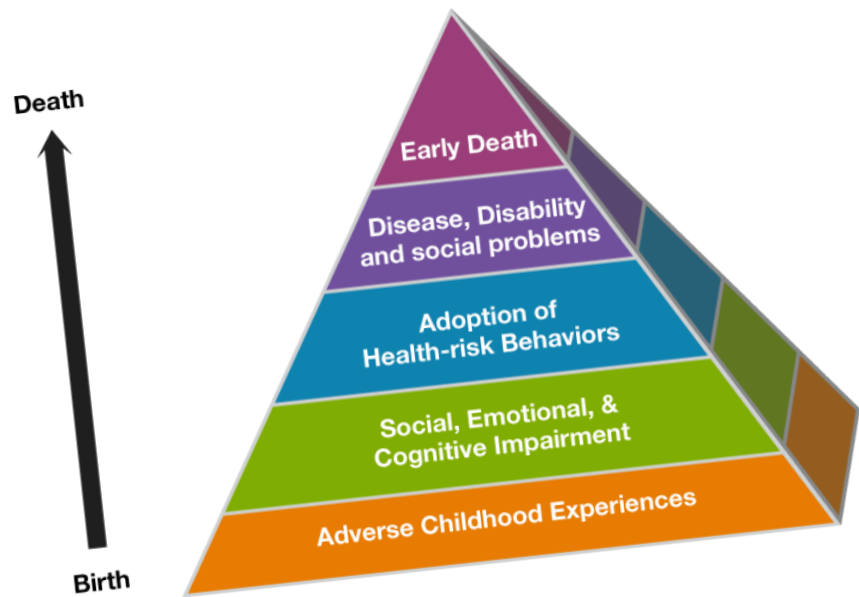 Death
Early Death
Disease, Disability
and social problems
Adoption of
Health-risk Behaviors
Social, Emotional, &
Cognitive Impairment
Adverse Childhood Experiences
Birth